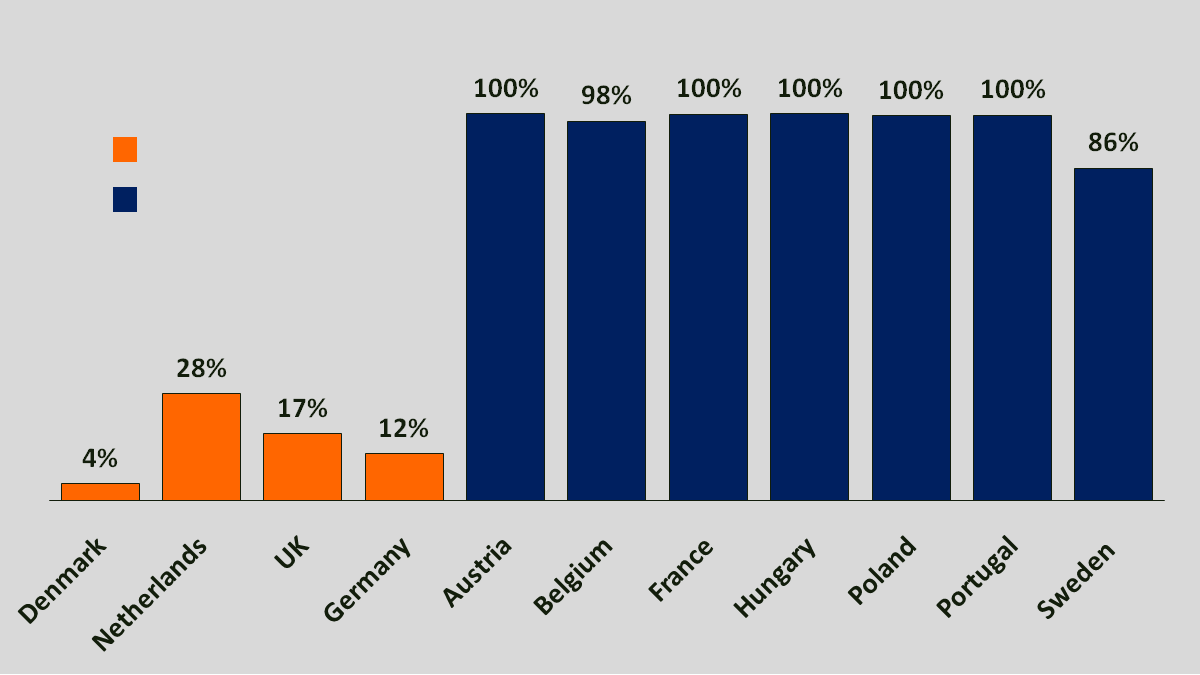 4%
28%
17%
12%
100%
98%
100%
100%
100%
100%
86%
Denmark
Netherlands
UK
Germany
Austria
Belgium
France
Hungary
Poland
Portugal
Sweden